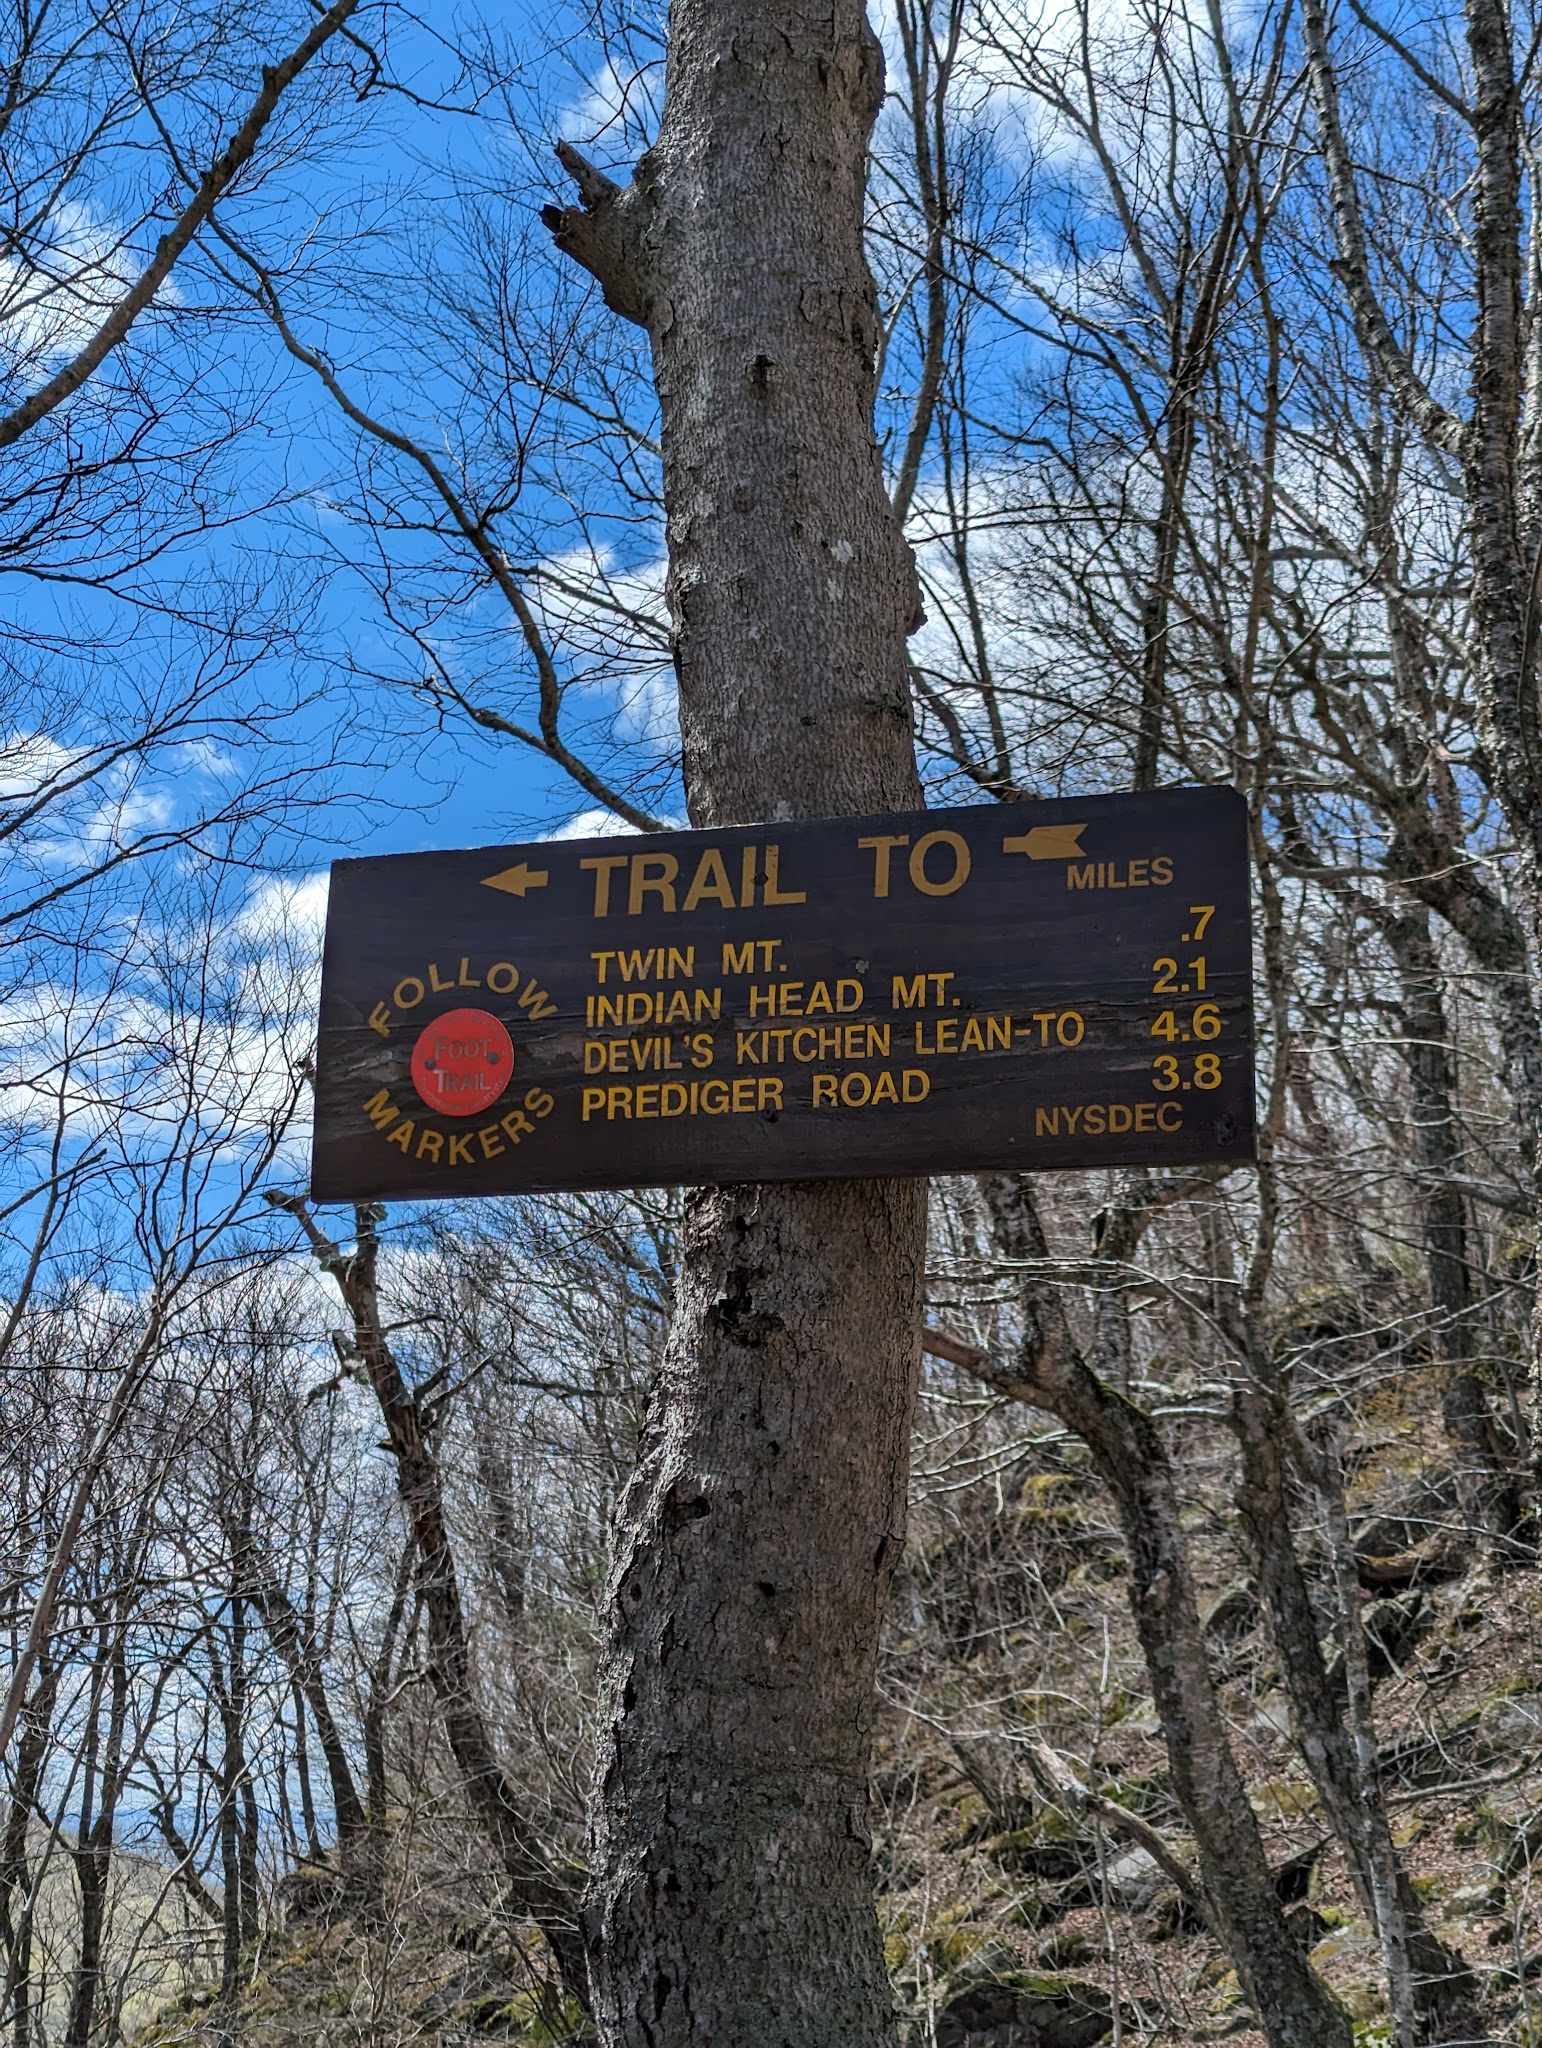 TRAIL TO
MILES
TWIN MT. .7
INDIAN HEAD MT. 2.1
DEVIL'S KITCHEN LEAN-TO 4.6
PREDIGER ROAD 3.8
NYSDEC
FOLLOW
FOOT
TRAIL
MARKERS